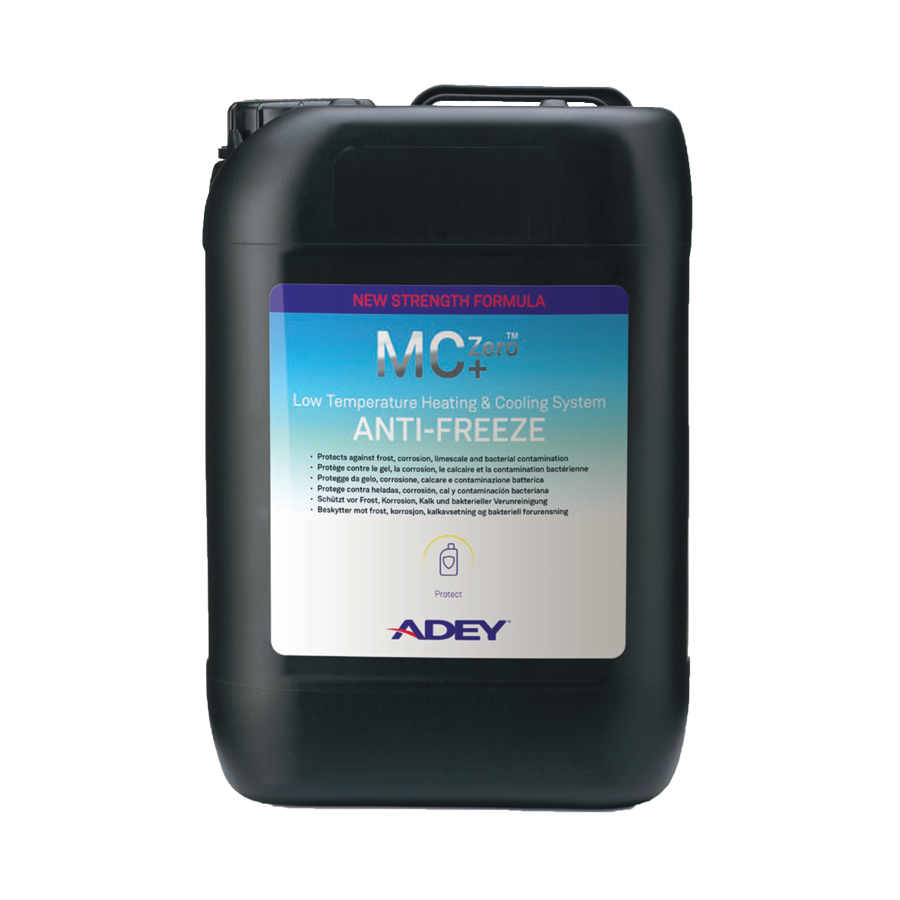 NEW STRENGTH FORMULA
MC+ Zero™
Low Temperature Heating & Cooling System
ANTI-FREEZE
• Protects against frost, corrosion, limescale and bacterial contamination
• Protège contre le gel, la corrosion, le calcaire et la contamination bactérienne
• Protegge da gelo, corrosione, calcare e contaminazione batterica
• Protege contra heladas, corrosión, cal y contaminación bacteriana
• Schützt vor Frost, Korrosion, Kalk und bakterieller Verunreinigung
• Beskytter mot frost, korrosjon, kalkavsetning og bakteriell forurensning
Protect
ADEY™